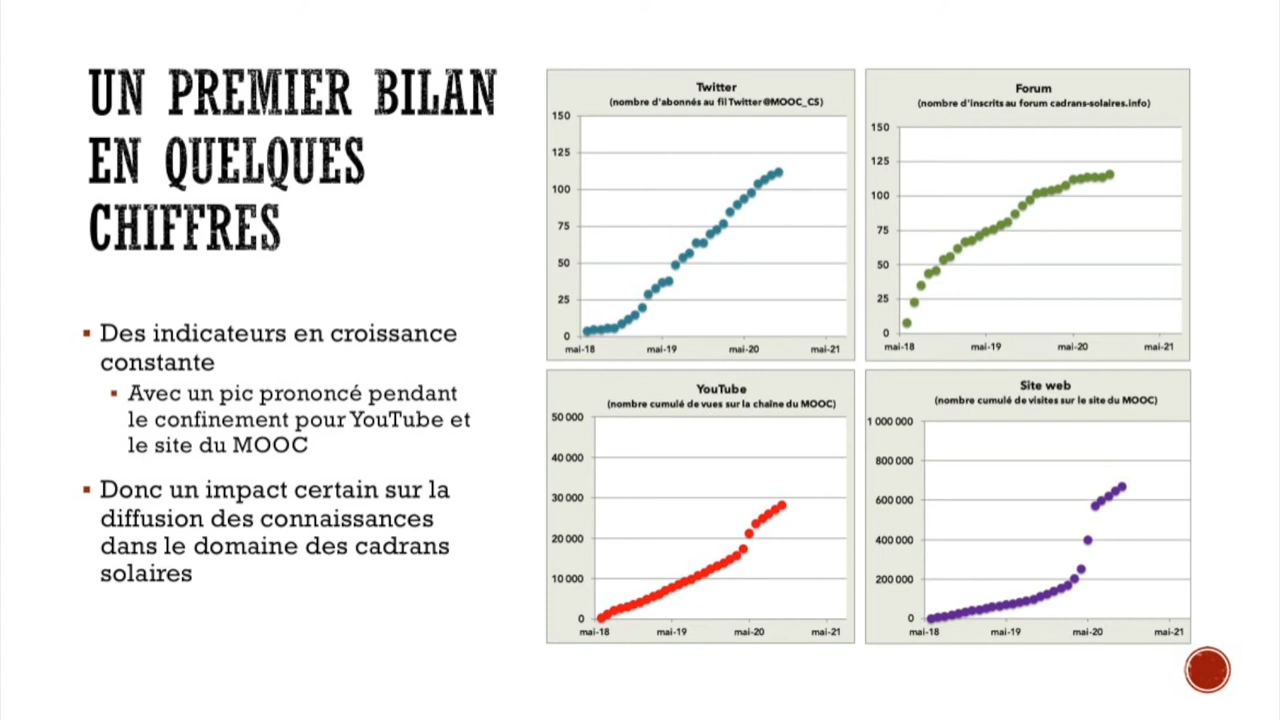 UN PREMIER BILAN
EN QUELQUES
CHIFFRES
▪ Des indicateurs en croissance
constante
▪ Avec un pic prononcé pendant
le confinement pour YouTube et
le site du MOOC
▪ Donc un impact certain sur la
diffusion des connaissances
dans le domaine des cadrans
solaires
Twitter
(nombre d'abonnés au fil Twitter @MOOC_CS)
150
125
100
75
50
25
0
mai-18 mai-19 mai-20 mai-21
Forum
(nombre d'inscrits au forum cadrans-solaires.info)
150
125
100
75
50
25
0
mai-18 mai-19 mai-20 mai-21
YouTube
(nombre cumulé de vues sur la chaîne du MOOC)
50 000
40 000
30 000
20 000
10 000
0
mai-18 mai-19 mai-20 mai-21
Site web
(nombre cumulé de visites sur le site du MOOC)
1 000 000
800 000
600 000
400 000
200 000
0
mai-18 mai-19 mai-20 mai-21